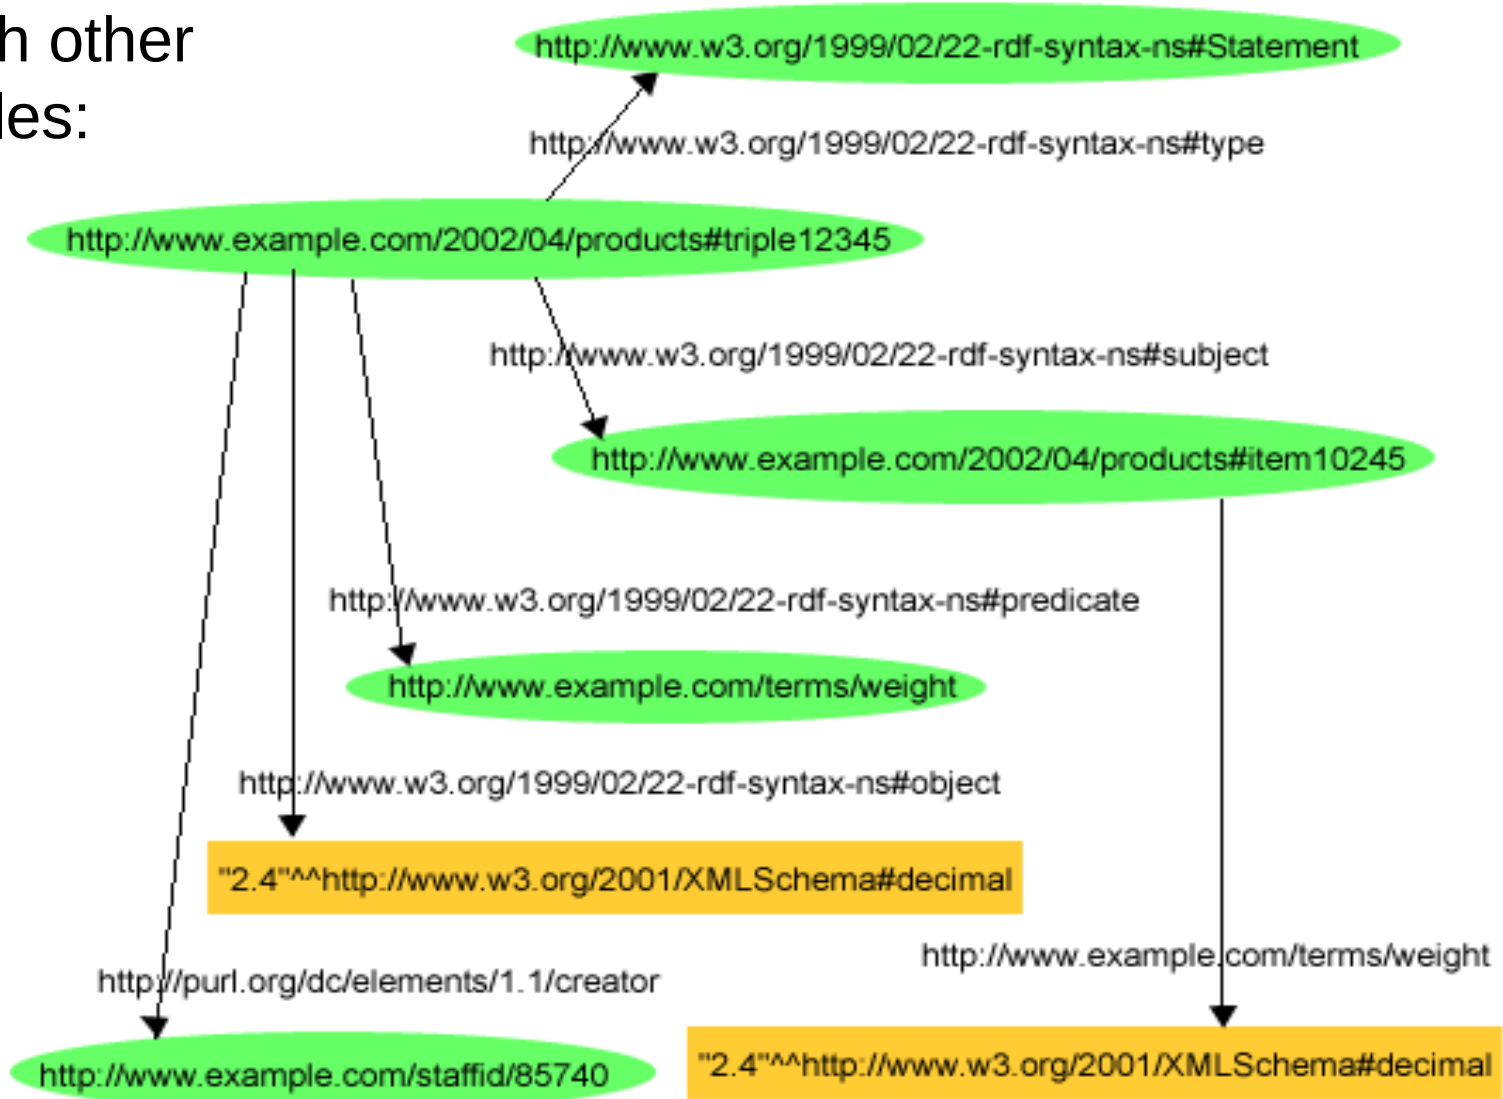 h other
les:
http://www.w3.org/1999/02/22-rdf-syntax-ns#Statement
http://www.w3.org/1999/02/22-rdf-syntax-ns#type
http://www.example.com/2002/04/products#triple12345
http://www.w3.org/1999/02/22-rdf-syntax-ns#subject
http://www.example.com/2002/04/products#item10245
http://www.w3.org/1999/02/22-rdf-syntax-ns#predicate
http://www.example.com/terms/weight
http://www.w3.org/1999/02/22-rdf-syntax-ns#object
"2.4"^^http://www.w3.org/2001/XMLSchema#decimal
http://www.example.com/terms/weight
http://purl.org/dc/elements/1.1/creator
http://www.example.com/staffid/85740
"2.4"^^http://www.w3.org/2001/XMLSchema#decimal